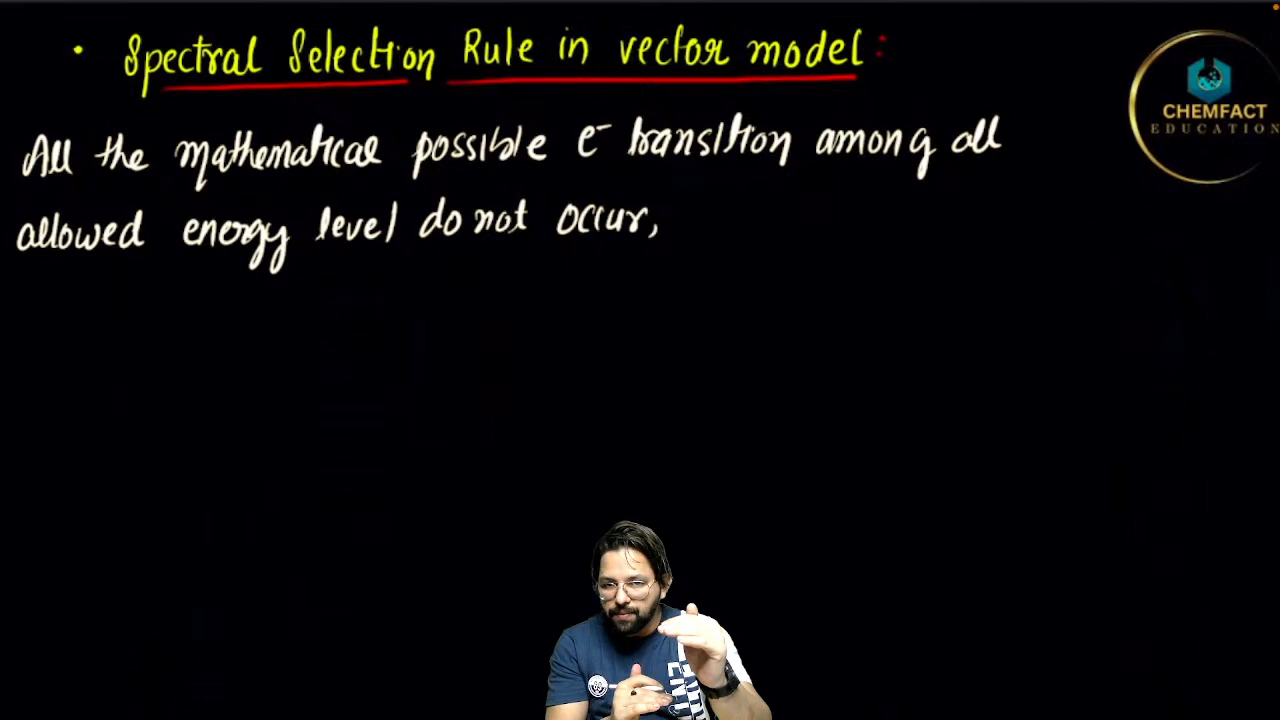 • Spectral Selection Rule in vector model :
CHEMFACT
EDUCATION
All the mathematical possible e⁻ transition among all
allowed energy level do not occur,